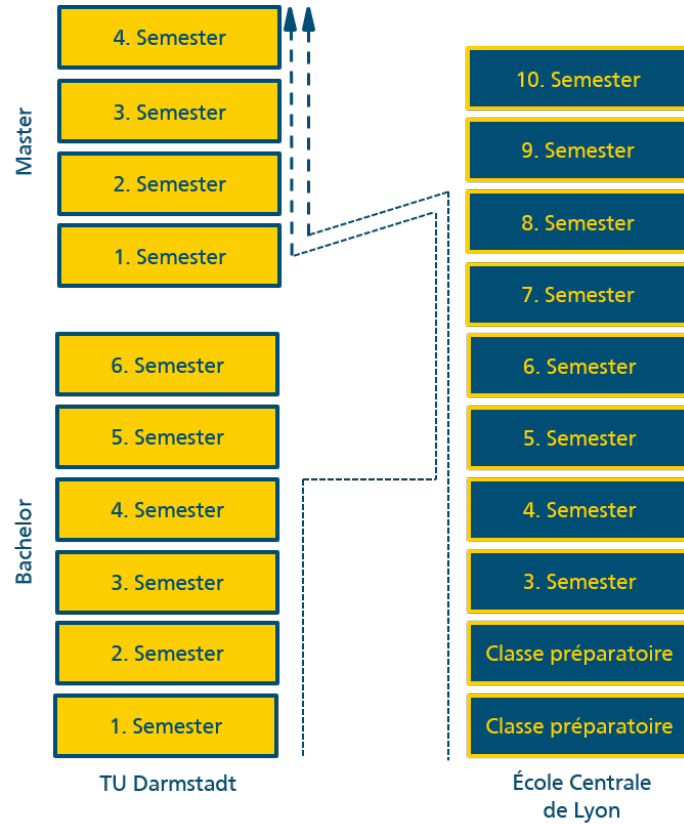 Master
4. Semester
3. Semester
2. Semester
1. Semester
Bachelor
6. Semester
5. Semester
4. Semester
3. Semester
2. Semester
1. Semester
TU Darmstadt
10. Semester
9. Semester
8. Semester
7. Semester
6. Semester
5. Semester
4. Semester
3. Semester
Classe préparatoire
Classe préparatoire
École Centrale
de Lyon